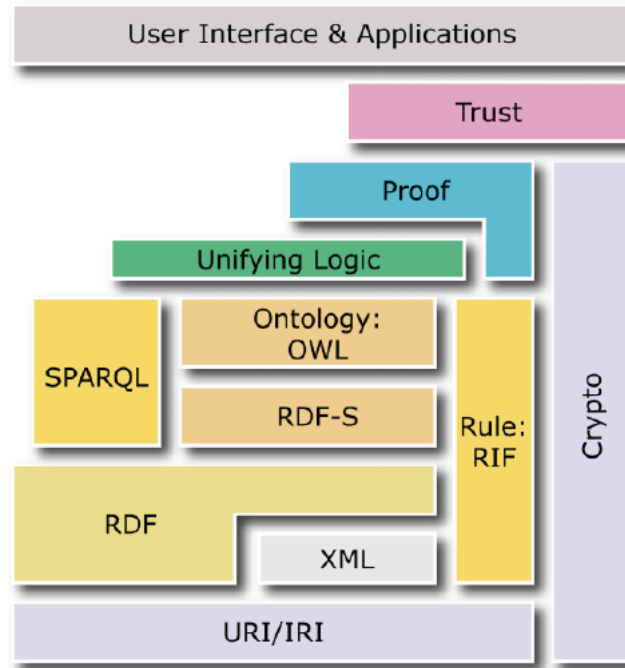 User Interface & Applications
Trust
Proof
Unifying Logic
Ontology:
OWL
SPARQL
RDF-S
Rule:
RIF
Crypto
RDF
XML
URI/IRI